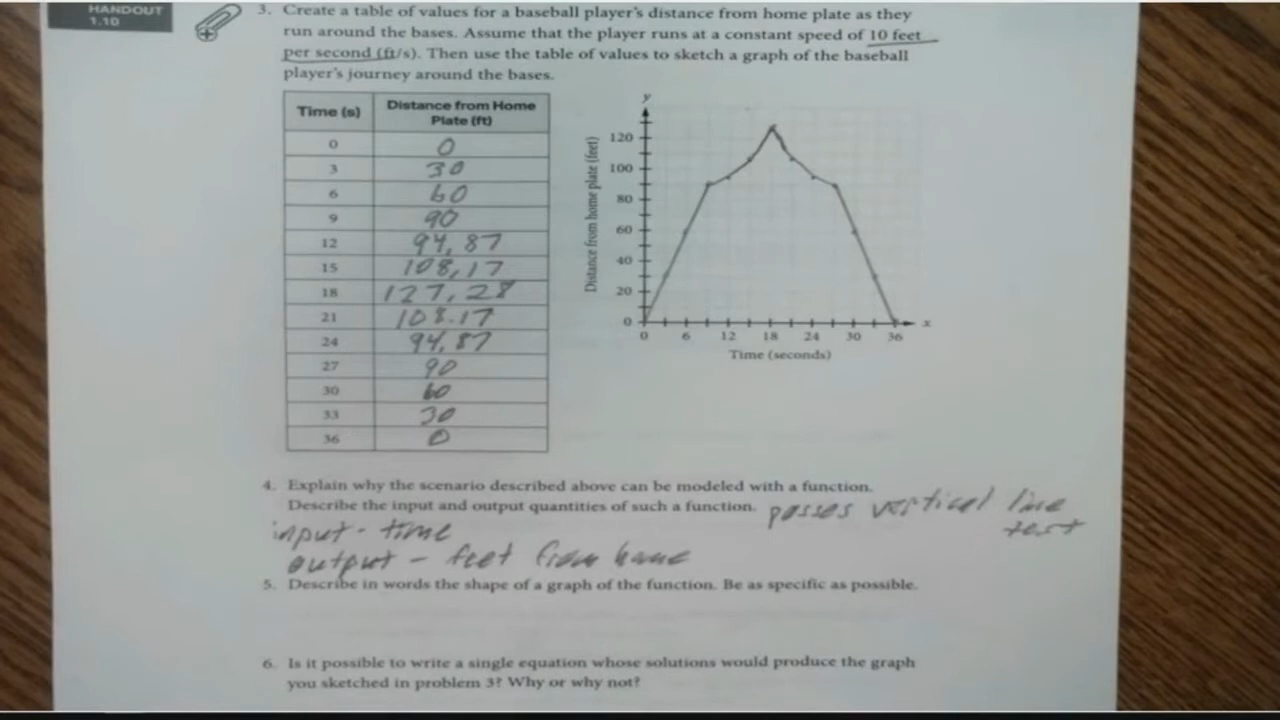 HANDOUT
1.10
3. Create a table of values for a baseball player's distance from home plate as they
run around the bases. Assume that the player runs at a constant speed of 10 feet
per second (ft/s). Then use the table of values to sketch a graph of the baseball
player's journey around the bases.
Time (s) Distance from Home Plate (ft)
0 0
3 30
6 60
9 90
12 94,87
15 108,17
18 127,28
21 108.17
24 94,87
27 90
30 60
33 30
36 0
y
Distance from home plate (feet)
120
100
80
60
40
20
0
x
0 6 12 18 24 30 36
Time (seconds)
4. Explain why the scenario described above can be modeled with a function.
Describe the input and output quantities of such a function. passes vertical line
test
input - time
output - feet from home
5. Describe in words the shape of a graph of the function. Be as specific as possible.
6. Is it possible to write a single equation whose solutions would produce the graph
you sketched in problem 3? Why or why not?